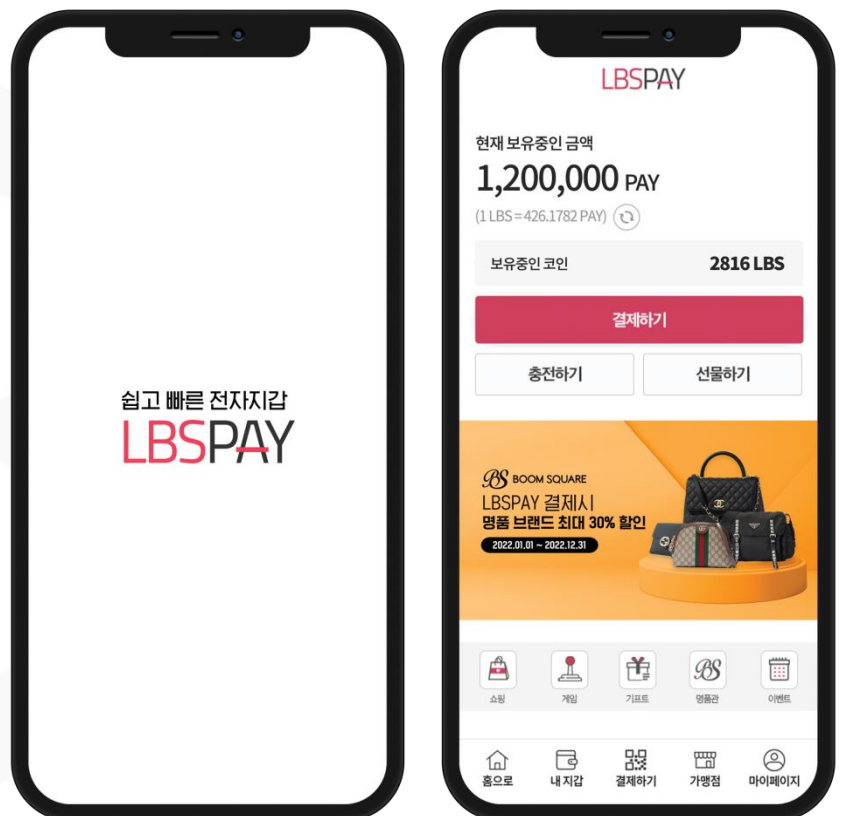 쉽고 빠른 전자지갑
LBSPAY
LBSPAY
현재 보유중인 금액
1,200,000 PAY
(1 LBS = 426.1782 PAY)
보유중인 코인 2816 LBS
결제하기
충전하기 선물하기
BS BOOM SQUARE
LBSPAY 결제시
명품 브랜드 최대 30% 할인
2022.01.01 ~ 2022.12.31
BS
쇼핑 게임 기프트 명품관 이벤트
홈으로 내 지갑 결제하기 가맹점 마이페이지